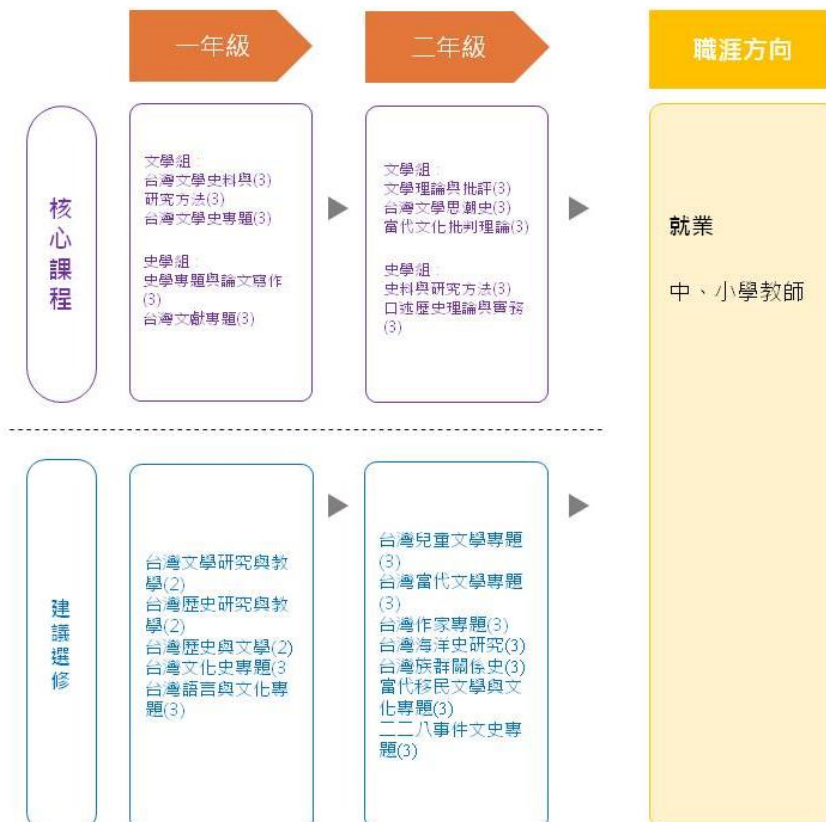 一年級
二年級
職涯方向
核心課程
文學組：
台灣文學史料與(3)
研究方法(3)
台灣文學史專題(3)
史學組：
史學專題與論文寫作
(3)
台灣文獻專題(3)
文學組：
文學理論與批評(3)
台灣文學思潮史(3)
當代文化批判理論(3)
史學組：
史料與研究方法(3)
口述歷史理論與實務
(3)
就業
中、小學教師
建議選修
台灣文學研究與教
學(2)
台灣歷史研究與教
學(2)
台灣歷史與文學(2)
台灣文化史專題(3
台灣語言與文化專
題(3)
台灣兒童文學專題
(3)
台灣當代文學專題
(3)
台灣作家專題(3)
台灣海洋史研究(3)
台灣族群關係史(3)
當代移民文學與文
化專題(3)
二二八事件文史專
題(3)